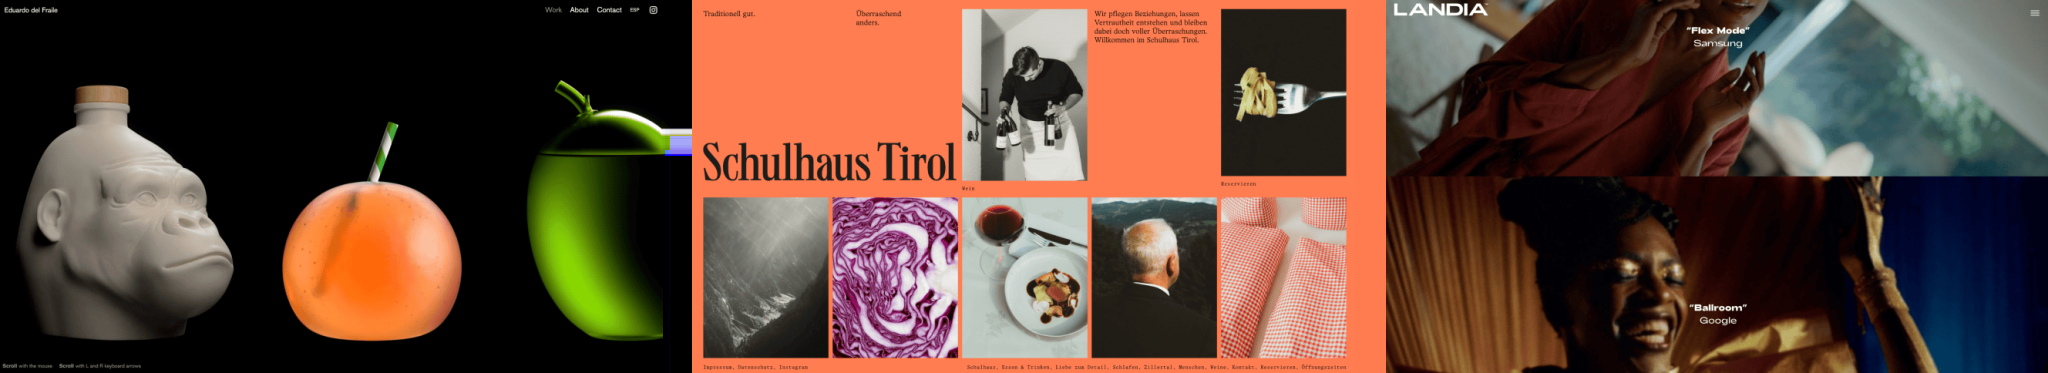 Eduardo del Fraile
Work About Contact ESP
Scroll with the mouse Scroll with L and R keyboard arrows
Traditionell gut.
Überraschend
anders.
Wir pflegen Beziehungen, lassen
Vertrautheit entstehen und bleiben
dabei doch voller Überraschungen.
Willkommen im Schulhaus Tirol.
Schulhaus Tirol
Wein
Reservieren
Impressum, Datenschutz, Instagram
Schulhaus, Essen & Trinken, Liebe zum Detail, Schlafen, Zillertal, Menschen, Weine, Kontakt, Reservieren, Öffnungszeiten
LANDIA
“Flex Mode”
Samsung
“Ballroom”
Google